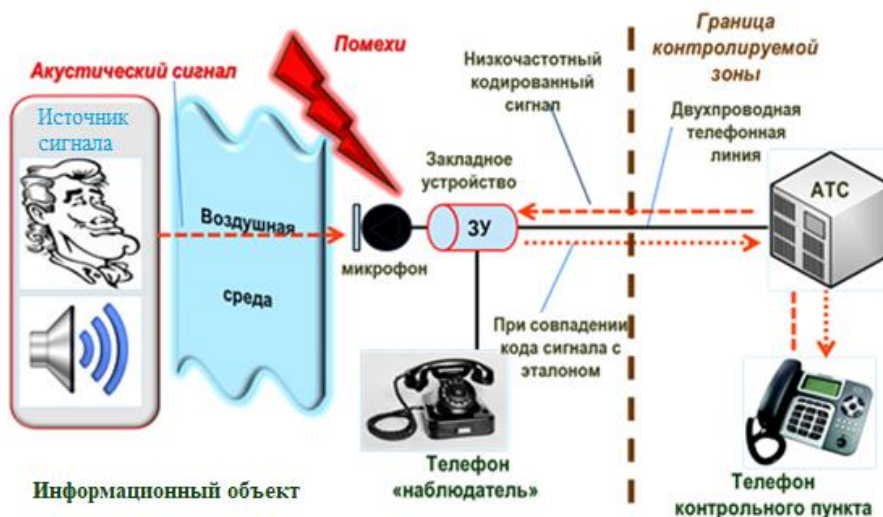 Акустический сигнал
Помехи
Источник
сигнала
Воздушная
среда
микрофон
Закладное
устройство
ЗУ
Низкочастотный
кодированный
сигнал
Граница
контролируемой
зоны
Двухпроводная
телефонная
линия
АТС
При совпадении
кода сигнала с
эталоном
Телефон
«наблюдатель»
Телефон
контрольного пункта
Информационный объект